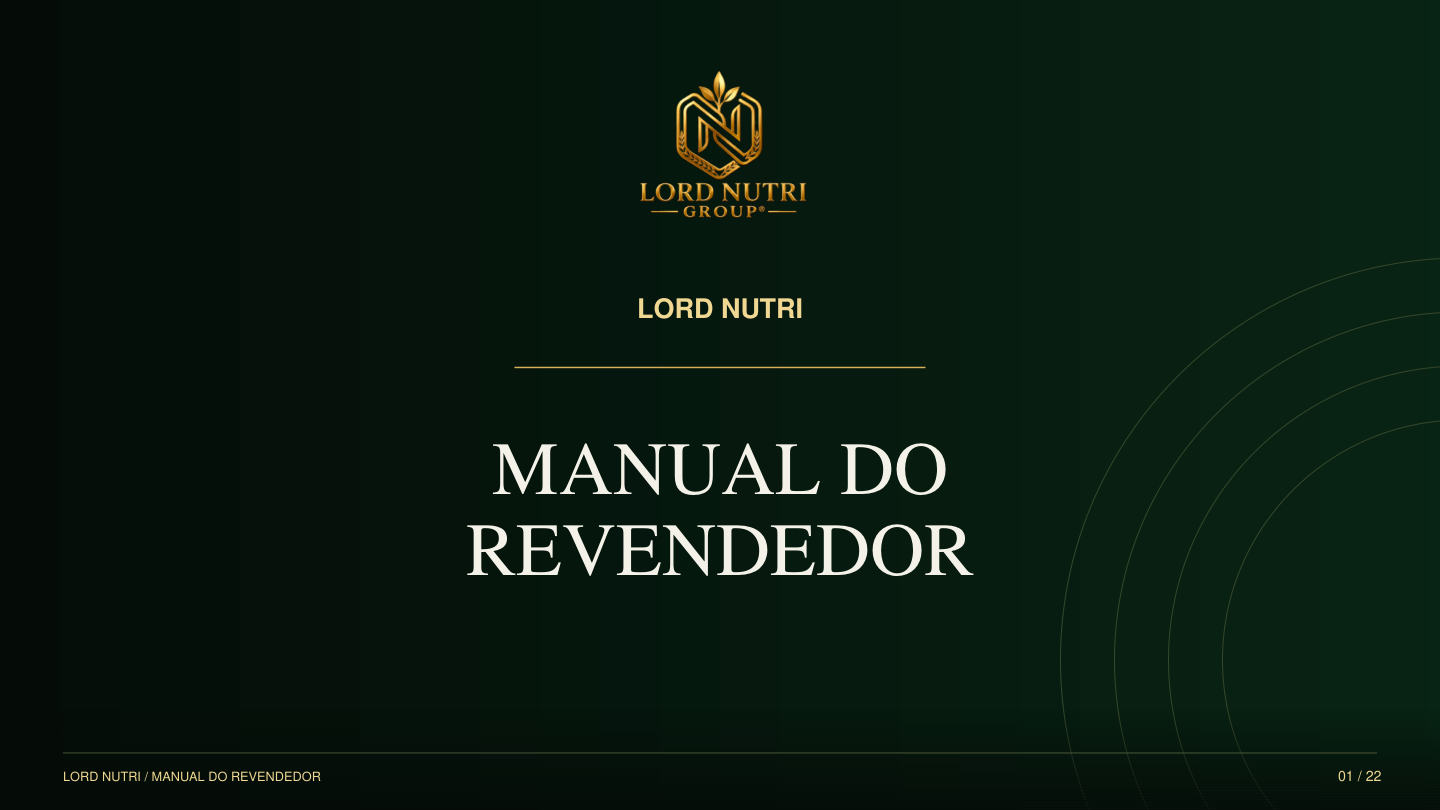 LORD NUTRI
GROUP®
LORD NUTRI
MANUAL DO
REVENDEDOR
LORD NUTRI / MANUAL DO REVENDEDOR
01 / 22